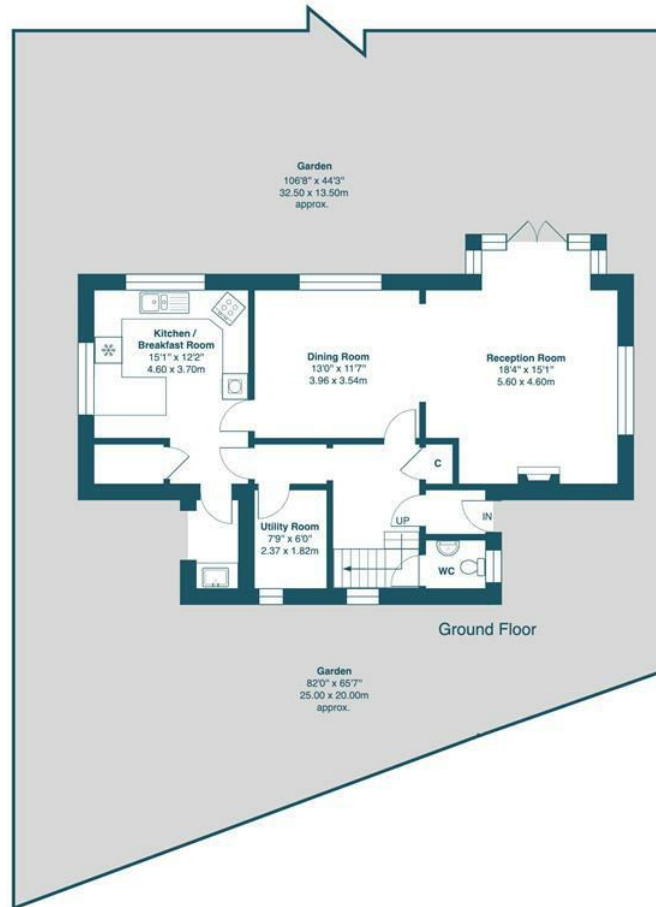 Garden
106'8" x 44'3"
32.50 x 13.50m
approx.
Kitchen /
Breakfast Room
15'1" x 12'2"
4.60 x 3.70m
Dining Room
13'0" x 11'7"
3.96 x 3.54m
Reception Room
18'4" x 15'1"
5.60 x 4.60m
C
UP
IN
Utility Room
7'9" x 6'0"
2.37 x 1.82m
WC
Ground Floor
Garden
82'0" x 65'7"
25.00 x 20.00m
approx.